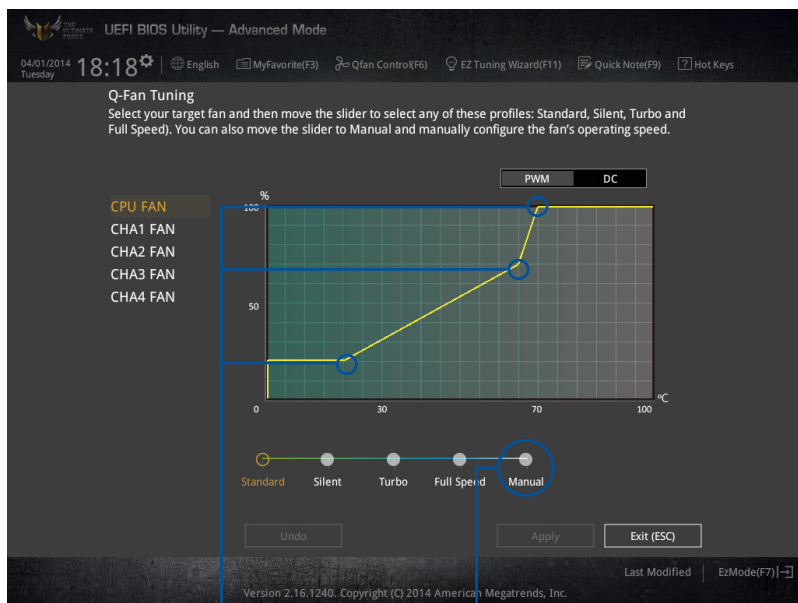 THE ULTIMATE FORCE
UEFI BIOS Utility — Advanced Mode
04/01/2014 Tuesday
18:18
English
MyFavorite(F3)
Qfan Control(F6)
EZ Tuning Wizard(F11)
Quick Note(F9)
? Hot Keys
Q-Fan Tuning
Select your target fan and then move the slider to select any of these profiles: Standard, Silent, Turbo and
Full Speed). You can also move the slider to Manual and manually configure the fan's operating speed.
PWM DC
CPU FAN
CHA1 FAN
CHA2 FAN
CHA3 FAN
CHA4 FAN
%
100
50
0 30 70 100
ºC
Standard Silent Turbo Full Speed Manual
Undo Apply Exit (ESC)
Last Modified EzMode(F7)
Version 2.16.1240. Copyright (C) 2014 American Megatrends, Inc.